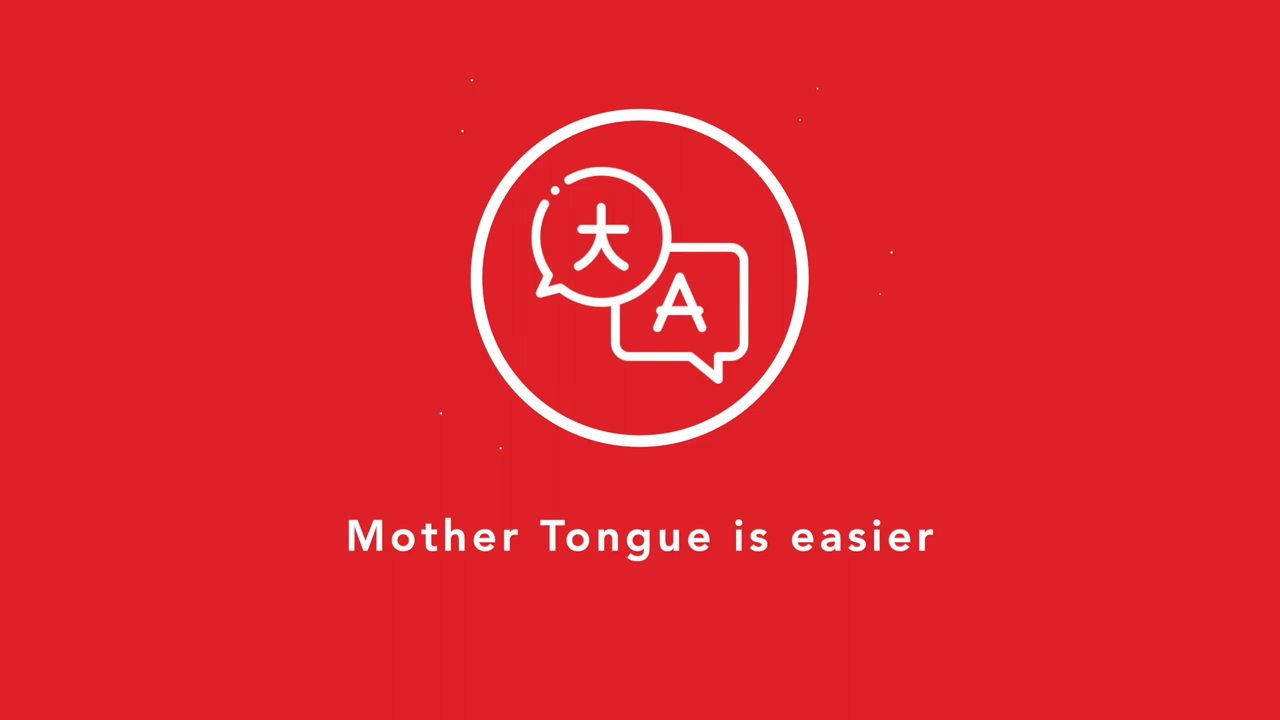 大
A
Mother Tongue is easier